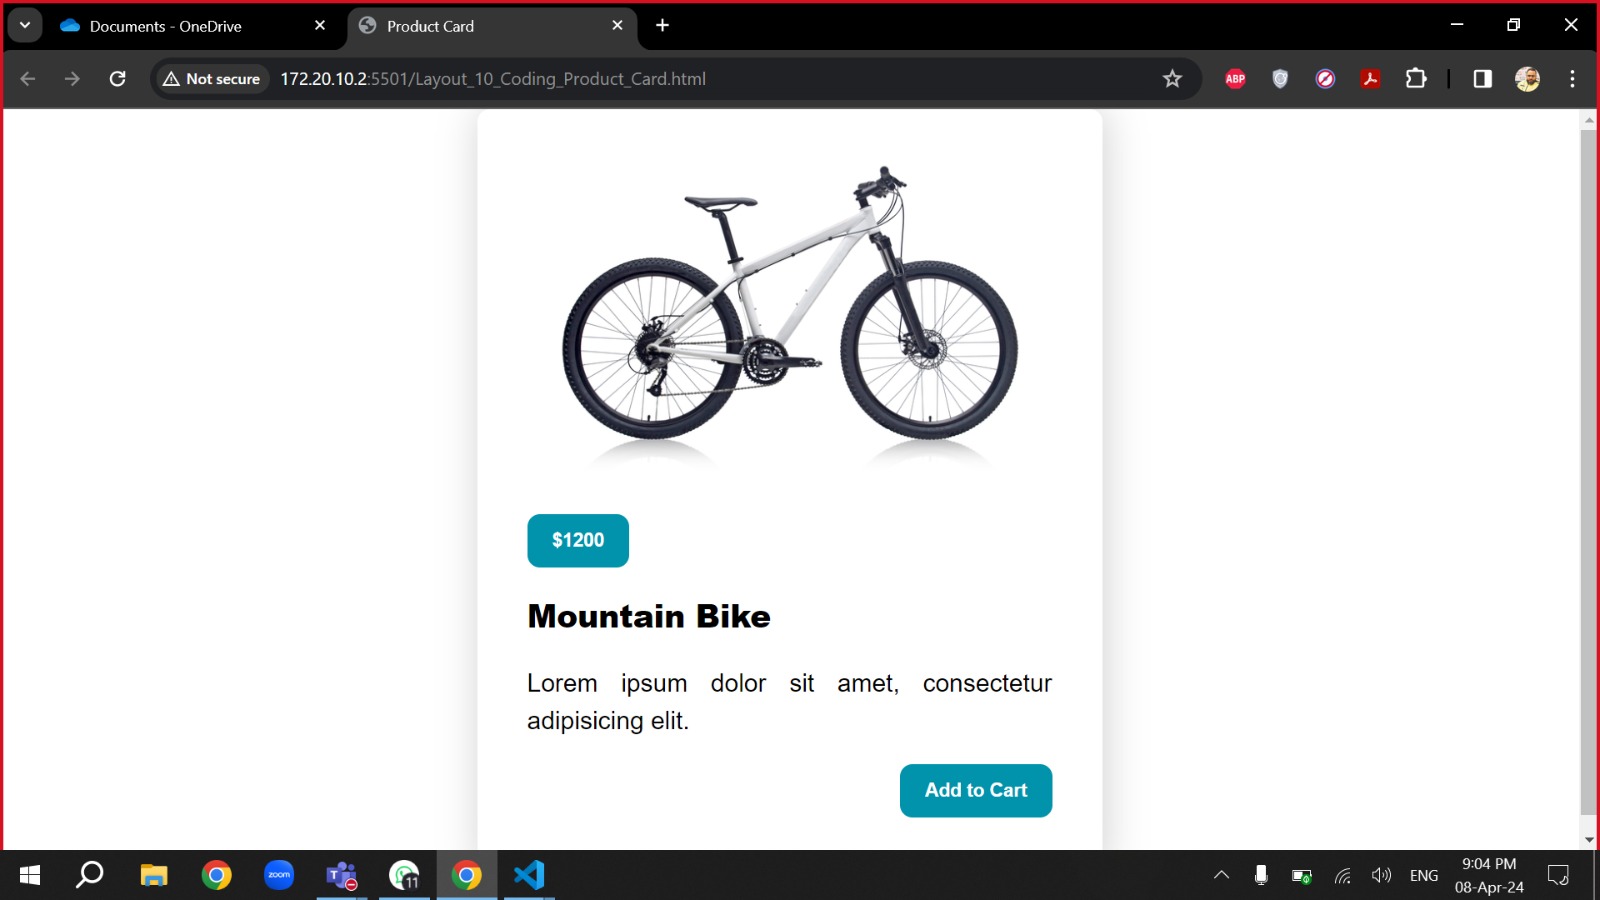 Documents - OneDrive
Product Card
Not secure
172.20.10.2:5501/Layout_10_Coding_Product_Card.html
ABP
$1200
Mountain Bike
Lorem ipsum dolor sit amet, consectetur
adipisicing elit.
Add to Cart
zoom
T
11
ENG
9:04 PM
08-Apr-24